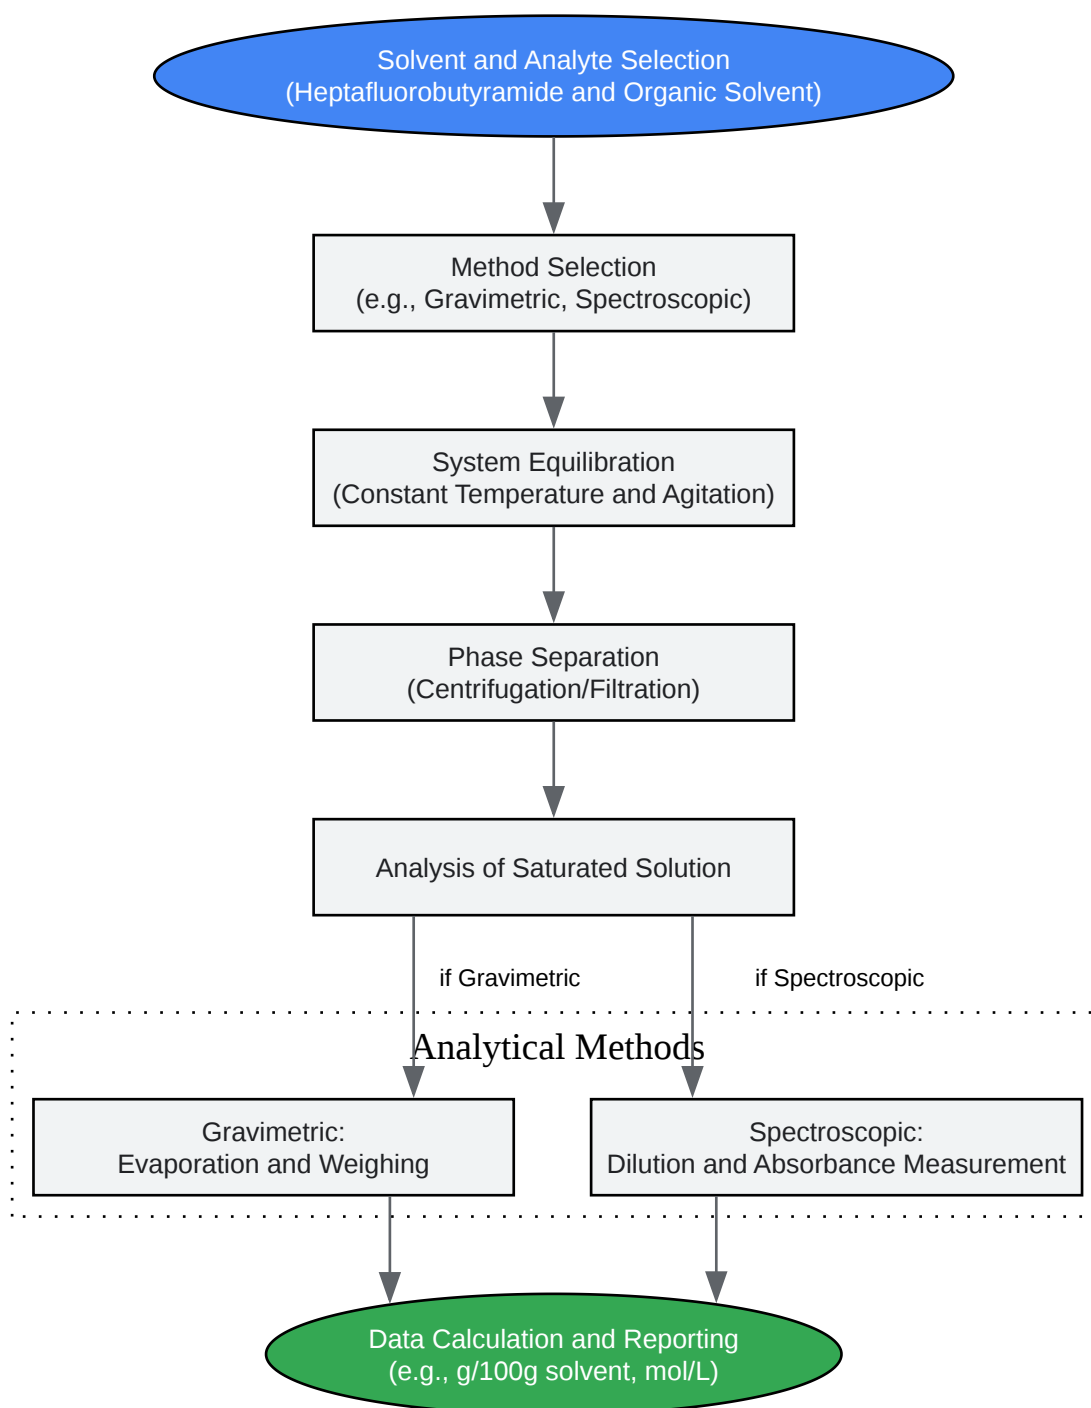 Solvent and Analyte Selection
(Heptafluorobutyramide and Organic Solvent)
Method Selection
(e.g., Gravimetric, Spectroscopic)
System Equilibration
(Constant Temperature and Agitation)
Phase Separation
(Centrifugation/Filtration)
Analysis of Saturated Solution
if Gravimetric
if Spectroscopic
Analytical Methods
Gravimetric:
Evaporation and Weighing
Spectroscopic:
Dilution and Absorbance Measurement
Data Calculation and Reporting
(e.g., g/100g solvent, mol/L)